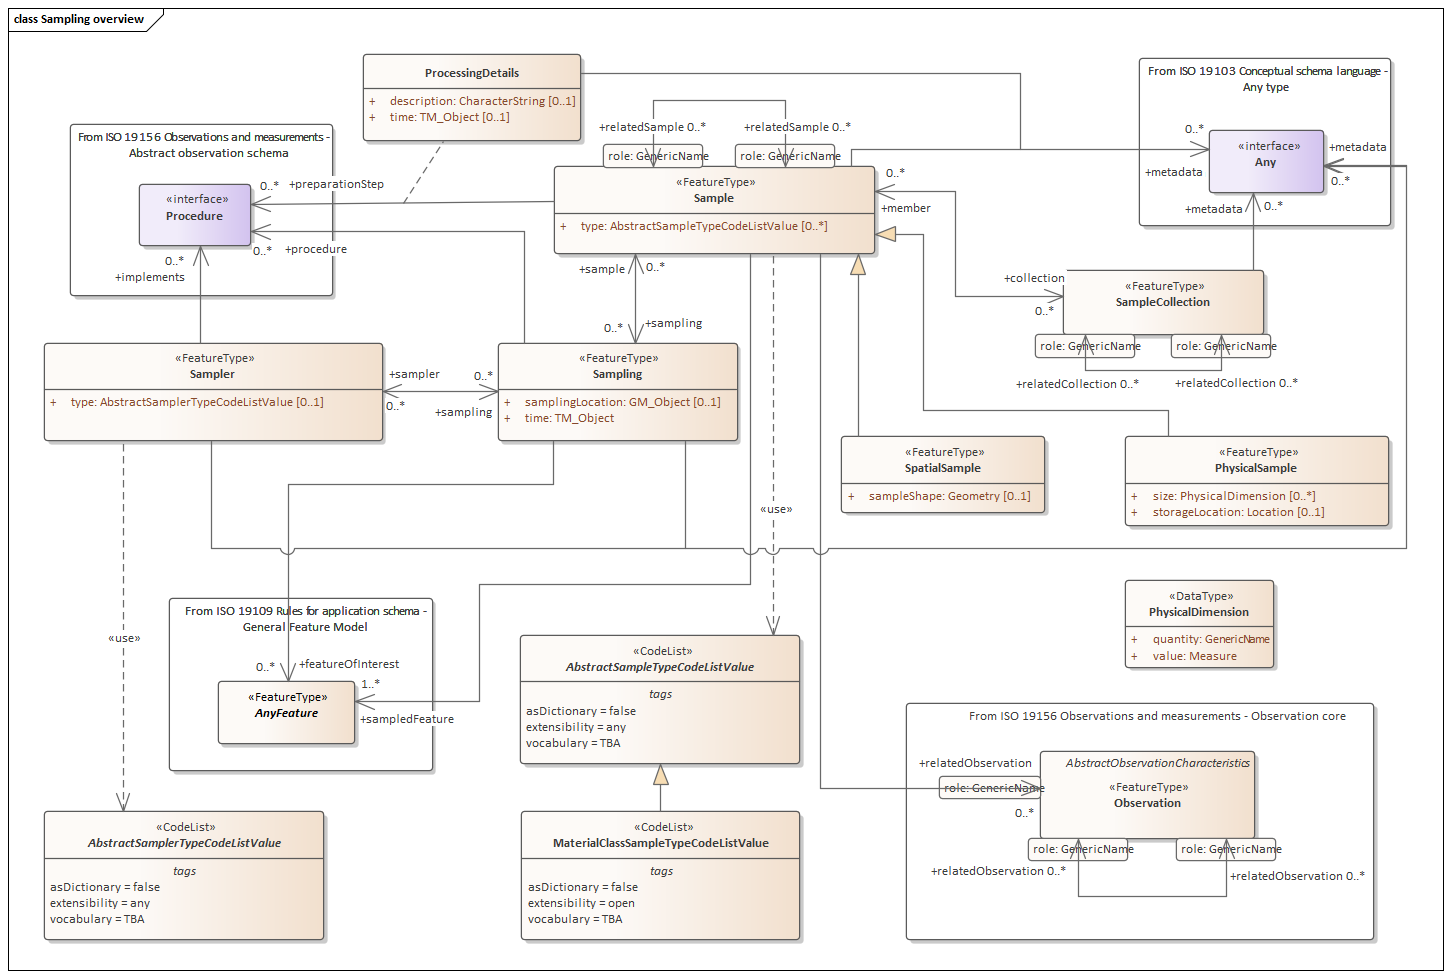 class Sampling overview
ProcessingDetails
+ description: CharacterString [0..1]
+ time: TM_Object [0..1]
From ISO 19103 Conceptual schema language -
Any type
0..*
«interface»
Any
+metadata
+metadata
0..*
+metadata
0..*
+relatedSample 0..*
+relatedSample 0..*
role: GenericName
role: GenericName
From ISO 19156 Observations and measurements -
Abstract observation schema
«interface»
Procedure
0..*
+preparationStep
0..*
+procedure
0..*
+implements
«FeatureType»
Sample
+ type: AbstractSampleTypeCodeListValue [0..*]
0..*
+member
+sample
0..*
+collection
0..*
«FeatureType»
SampleCollection
role: GenericName
role: GenericName
+relatedCollection 0..*
+relatedCollection 0..*
0..*
+sampling
«FeatureType»
Sampler
+ type: AbstractSamplerTypeCodeListValue [0..1]
+sampler
0..*
0..*
+sampling
«FeatureType»
Sampling
+ samplingLocation: GM_Object [0..1]
+ time: TM_Object
«FeatureType»
SpatialSample
+ sampleShape: Geometry [0..1]
«FeatureType»
PhysicalSample
+ size: PhysicalDimension [0..*]
+ storageLocation: Location [0..1]
«use»
«use»
From ISO 19109 Rules for application schema -
General Feature Model
0..*
+featureOfInterest
«FeatureType»
AnyFeature
1..*
+sampledFeature
«CodeList»
AbstractSampleTypeCodeListValue
tags
asDictionary = false
extensibility = any
vocabulary = TBA
«DataType»
PhysicalDimension
+ quantity: GenericName
+ value: Measure
From ISO 19156 Observations and measurements - Observation core
+relatedObservation
role: GenericName
0..*
AbstractObservationCharacteristics
«FeatureType»
Observation
role: GenericName
role: GenericName
+relatedObservation 0..*
+relatedObservation 0..*
«CodeList»
AbstractSamplerTypeCodeListValue
tags
asDictionary = false
extensibility = any
vocabulary = TBA
«CodeList»
MaterialClassSampleTypeCodeListValue
tags
asDictionary = false
extensibility = open
vocabulary = TBA